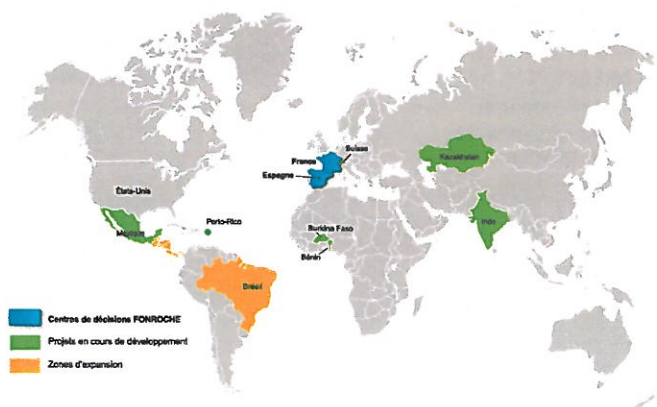 Suisse
France
Kazakhstan
Espagne
États-Unis
Porto-Rico
Mexique
Burkina Faso
Inde
Bénin
Brésil
Centres de décisions FONROCHE
Projets en cours de développement
Zones d'expansion